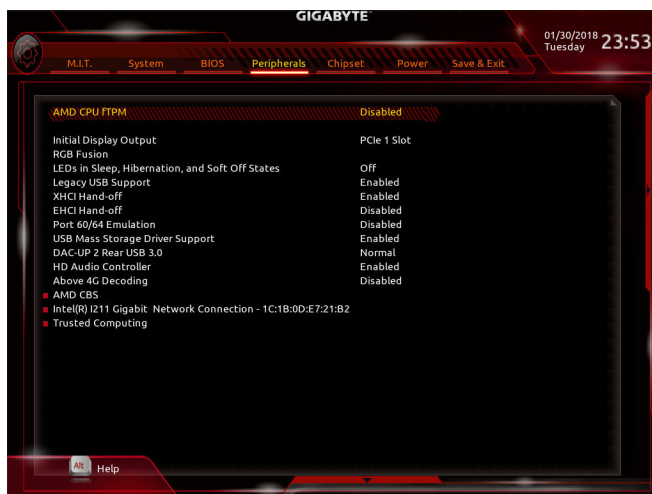 GIGABYTE™
01/30/2018
Tuesday
23:53
M.I.T. System BIOS Peripherals Chipset Power Save & Exit
AMD CPU fTPM Disabled
Initial Display Output PCIe 1 Slot
RGB Fusion
LEDs in Sleep, Hibernation, and Soft Off States Off
Legacy USB Support Enabled
XHCI Hand-off Enabled
EHCI Hand-off Disabled
Port 60/64 Emulation Disabled
USB Mass Storage Driver Support Enabled
DAC-UP 2 Rear USB 3.0 Normal
HD Audio Controller Enabled
Above 4G Decoding Disabled
AMD CBS
Intel(R) I211 Gigabit Network Connection - 1C:1B:0D:E7:21:B2
Trusted Computing
Alt Help